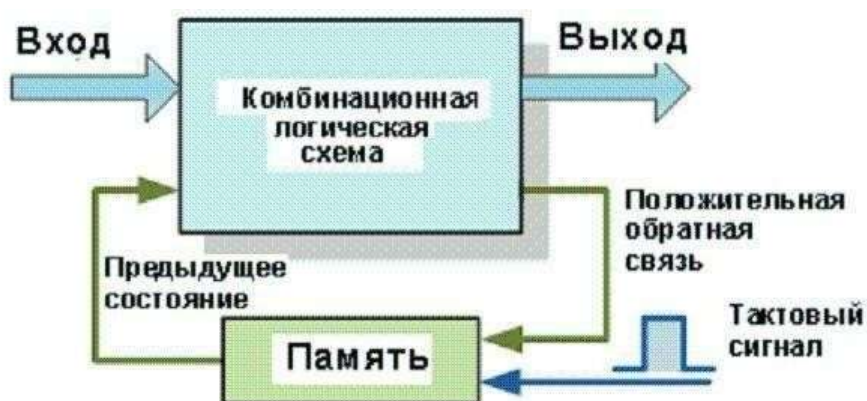 Вход
Выход
Комбинационная
логическая
схема
Положительная
обратная
связь
Предыдущее
состояние
Память
Тактовый
сигнал